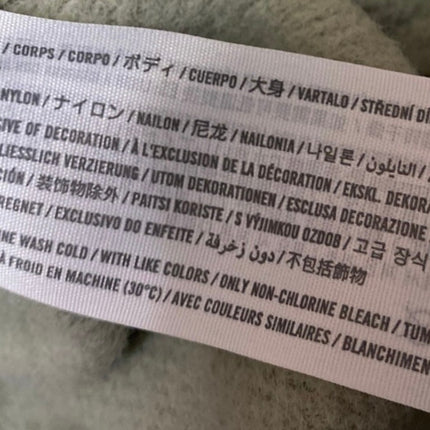 / CORPS / CORPO / ボディ / CUERPO / 大身 / VARTALO / STŘEDNÍ DÍ
NYLON / ナイロン / NAILON / 尼龙 / NAILONIA / 나일론 / النايلون /
SIVE OF DECORATION / À L'EXCLUSION DE LA DÉCORATION / EKSKL. DEKORA
LIESSLICH VERZIERUNG / UTOM DEKORATIONEN / ESCLUSA DECORAZIONE
CIÓN / 装飾物除外 / PAITSI KORISTE / S VÝJIMKOU OZDOB / 고급 장식
REGNET / EXCLUSIVO DO ENFEITE / دون زخرفة / 不包括飾物
NE WASH COLD / WITH LIKE COLORS / ONLY NON-CHLORINE BLEACH / TUM
À FROID EN MACHINE (30°C) / AVEC COULEURS SIMILAIRES / BLANCHIMEN